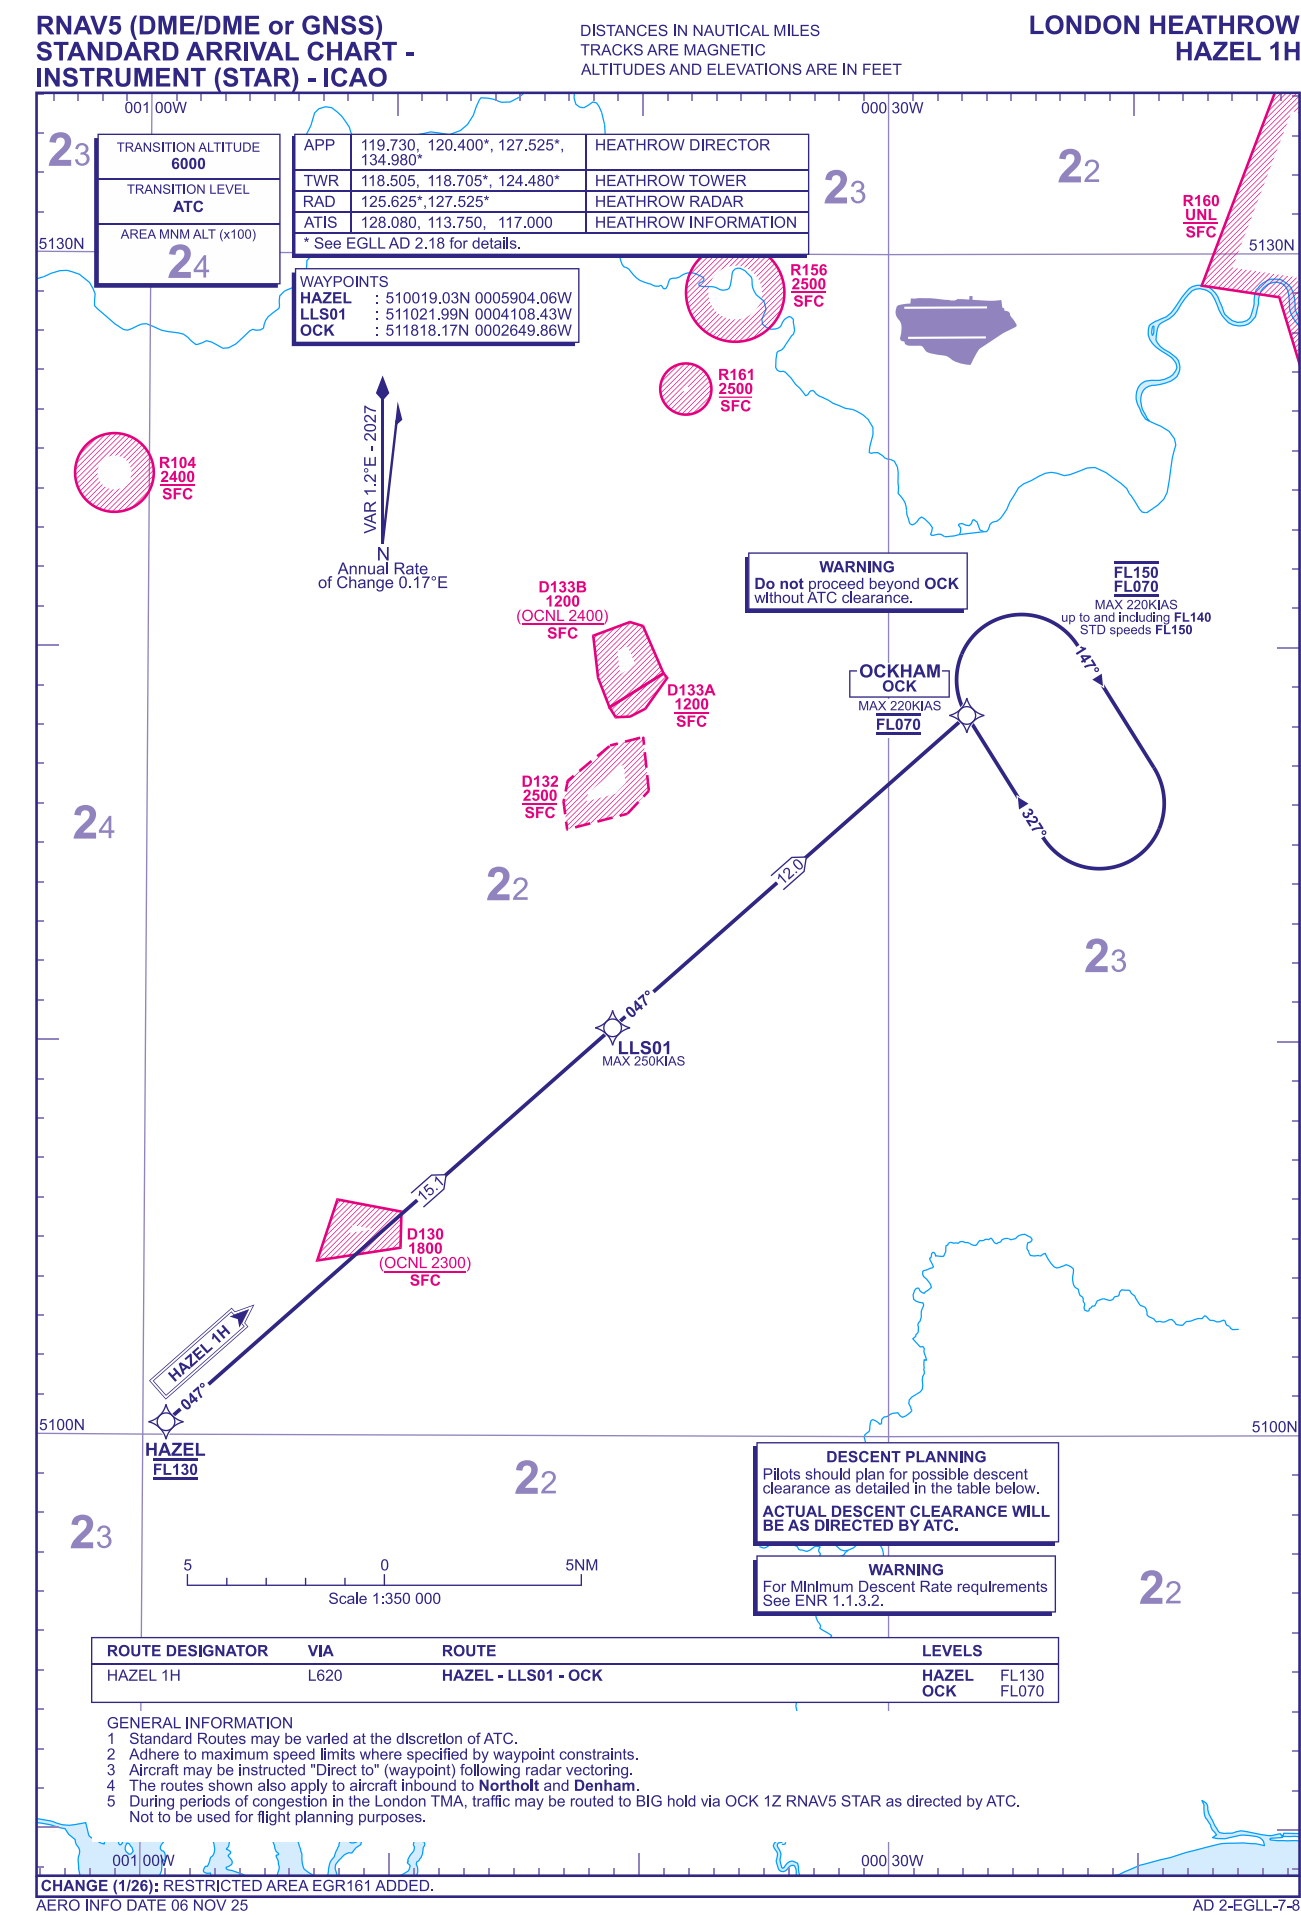 RNAV5 (DME/DME or GNSS)
STANDARD ARRIVAL CHART -
INSTRUMENT (STAR) - ICAO
DISTANCES IN NAUTICAL MILES
TRACKS ARE MAGNETIC
ALTITUDES AND ELEVATIONS ARE IN FEET
LONDON HEATHROW
HAZEL 1H
001 00W
000 30W
23
TRANSITION ALTITUDE
6000
TRANSITION LEVEL
ATC
AREA MNM ALT (x100)
24
APP 119.730, 120.400*, 127.525*, 134.980* HEATHROW DIRECTOR
TWR 118.505, 118.705*, 124.480* HEATHROW TOWER
RAD 125.625*,127.525* HEATHROW RADAR
ATIS 128.080, 113.750, 117.000 HEATHROW INFORMATION
* See EGLL AD 2.18 for details.
23
22
R160
UNL
SFC
5130N
5130N
WAYPOINTS
HAZEL : 510019.03N 0005904.06W
LLS01 : 511021.99N 0004108.43W
OCK : 511818.17N 0002649.86W
R156
2500
SFC
R161
2500
SFC
R104
2400
SFC
VAR 1.2°E - 2027
N
Annual Rate
of Change 0.17°E
WARNING
Do not proceed beyond OCK
without ATC clearance.
FL150
FL070
MAX 220KIAS
up to and including FL140
STD speeds FL150
D133B
1200
(OCNL 2400)
SFC
D133A
1200
SFC
147°
OCKHAM
OCK
MAX 220KIAS
FL070
D132
2500
SFC
327°
24
22
12.0
23
047°
LLS01
MAX 250KIAS
15.1
D130
1800
(OCNL 2300)
SFC
HAZEL 1H
047°
5100N
5100N
HAZEL
FL130
22
23
DESCENT PLANNING
Pilots should plan for possible descent
clearance as detailed in the table below.
ACTUAL DESCENT CLEARANCE WILL
BE AS DIRECTED BY ATC.
WARNING
For Minimum Descent Rate requirements
See ENR 1.1.3.2.
22
5 0 5NM
Scale 1:350 000
ROUTE DESIGNATOR VIA ROUTE LEVELS
HAZEL 1H L620 HAZEL - LLS01 - OCK HAZEL FL130
OCK FL070
GENERAL INFORMATION
1 Standard Routes may be varied at the discretion of ATC.
2 Adhere to maximum speed limits where specified by waypoint constraints.
3 Aircraft may be instructed "Direct to" (waypoint) following radar vectoring.
4 The routes shown also apply to aircraft inbound to Northolt and Denham.
5 During periods of congestion in the London TMA, traffic may be routed to BIG hold via OCK 1Z RNAV5 STAR as directed by ATC.
Not to be used for flight planning purposes.
001 00W
000 30W
CHANGE (1/26): RESTRICTED AREA EGR161 ADDED.
AERO INFO DATE 06 NOV 25
AD 2-EGLL-7-8